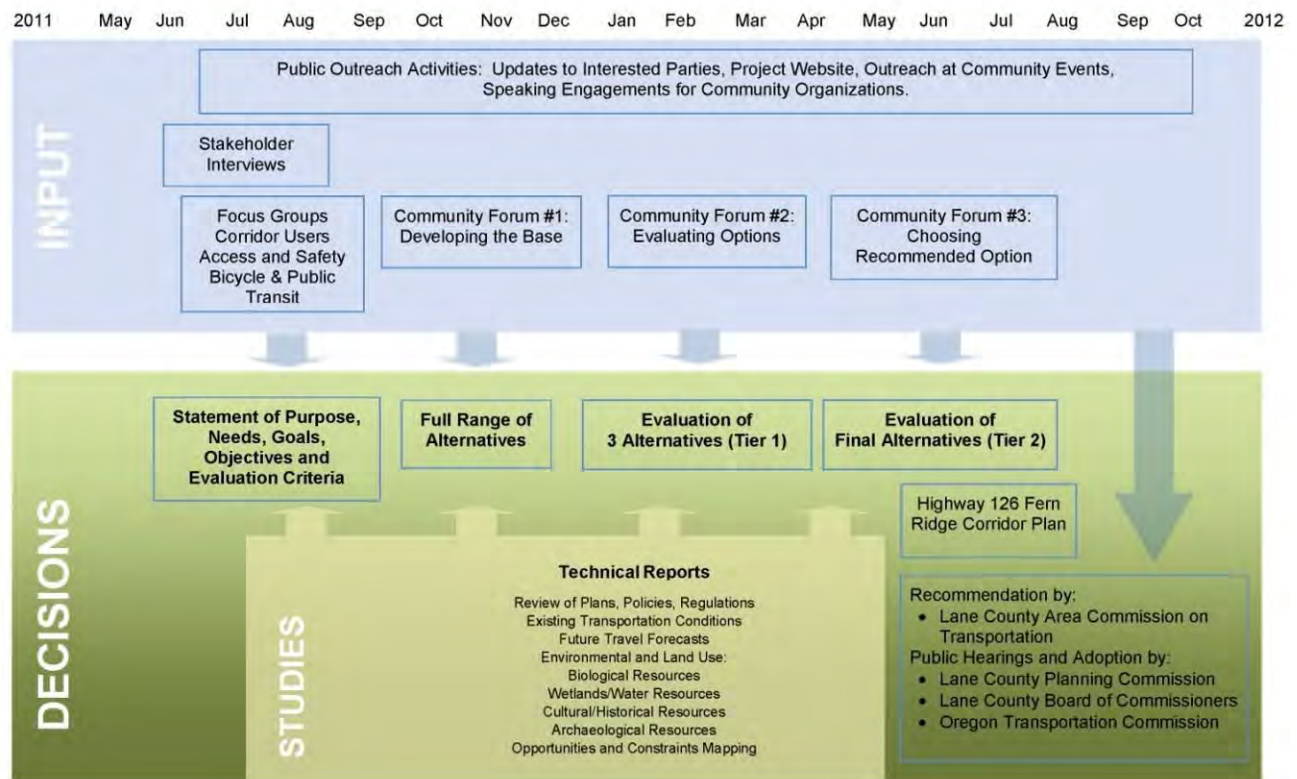 2011 May Jun Jul Aug Sep Oct Nov Dec Jan Feb Mar Apr May Jun Jul Aug Sep Oct 2012
INPUT
Public Outreach Activities: Updates to Interested Parties, Project Website, Outreach at Community Events,
Speaking Engagements for Community Organizations.
Stakeholder
Interviews
Focus Groups
Corridor Users
Access and Safety
Bicycle & Public
Transit
Community Forum #1:
Developing the Base
Community Forum #2:
Evaluating Options
Community Forum #3:
Choosing
Recommended Option
DECISIONS
Statement of Purpose,
Needs, Goals,
Objectives and
Evaluation Criteria
Full Range of
Alternatives
Evaluation of
3 Alternatives (Tier 1)
Evaluation of
Final Alternatives (Tier 2)
Highway 126 Fern
Ridge Corridor Plan
Recommendation by:
• Lane County Area Commission on
Transportation
Public Hearings and Adoption by:
• Lane County Planning Commission
• Lane County Board of Commissioners
• Oregon Transportation Commission
STUDIES
Technical Reports
Review of Plans, Policies, Regulations
Existing Transportation Conditions
Future Travel Forecasts
Environmental and Land Use:
Biological Resources
Wetlands/Water Resources
Cultural/Historical Resources
Archaeological Resources
Opportunities and Constraints Mapping